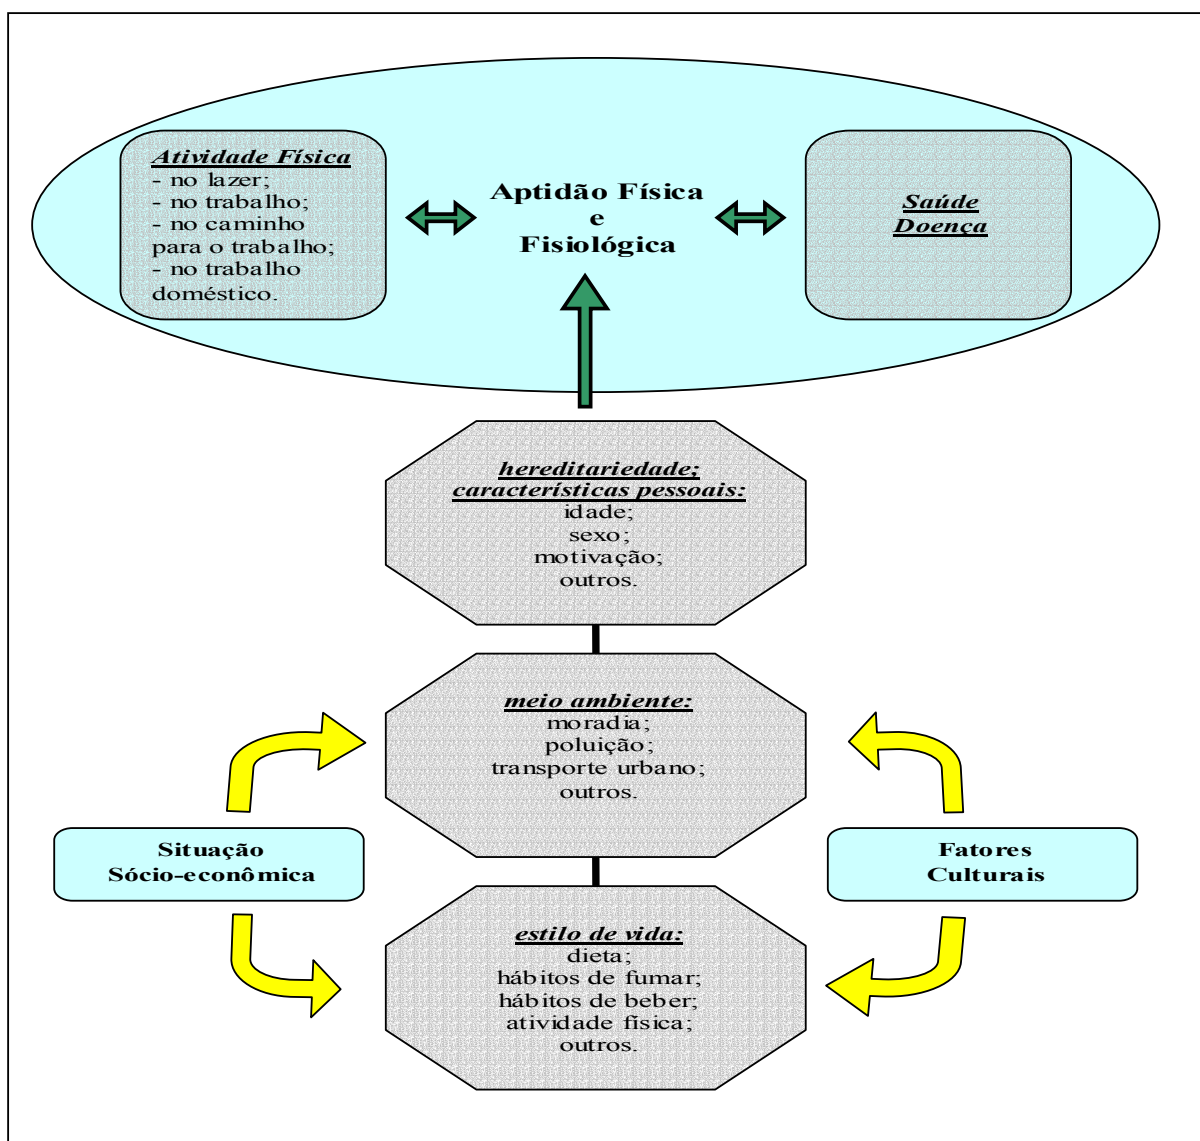 Atividade Física
- no lazer;
- no trabalho;
- no caminho
para o trabalho;
- no trabalho
doméstico.
Aptidão Física
e
Fisiológica
Saúde
Doença
hereditariedade;
características pessoais:
idade;
sexo;
motivação;
outros.
meio ambiente:
moradia;
poluição;
transporte urbano;
outros.
Situação
Sócio-econômica
Fatores
Culturais
estilo de vida:
dieta;
hábitos de fumar;
hábitos de beber;
atividade física;
outros.